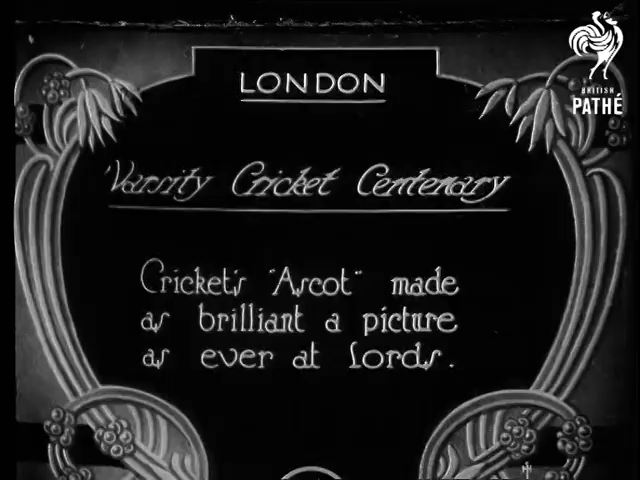 LONDON
'Varsity Cricket Centenary
Cricket's "Ascot" made
as brilliant a picture
as ever at Lords.
BRITISH
PATHÉ